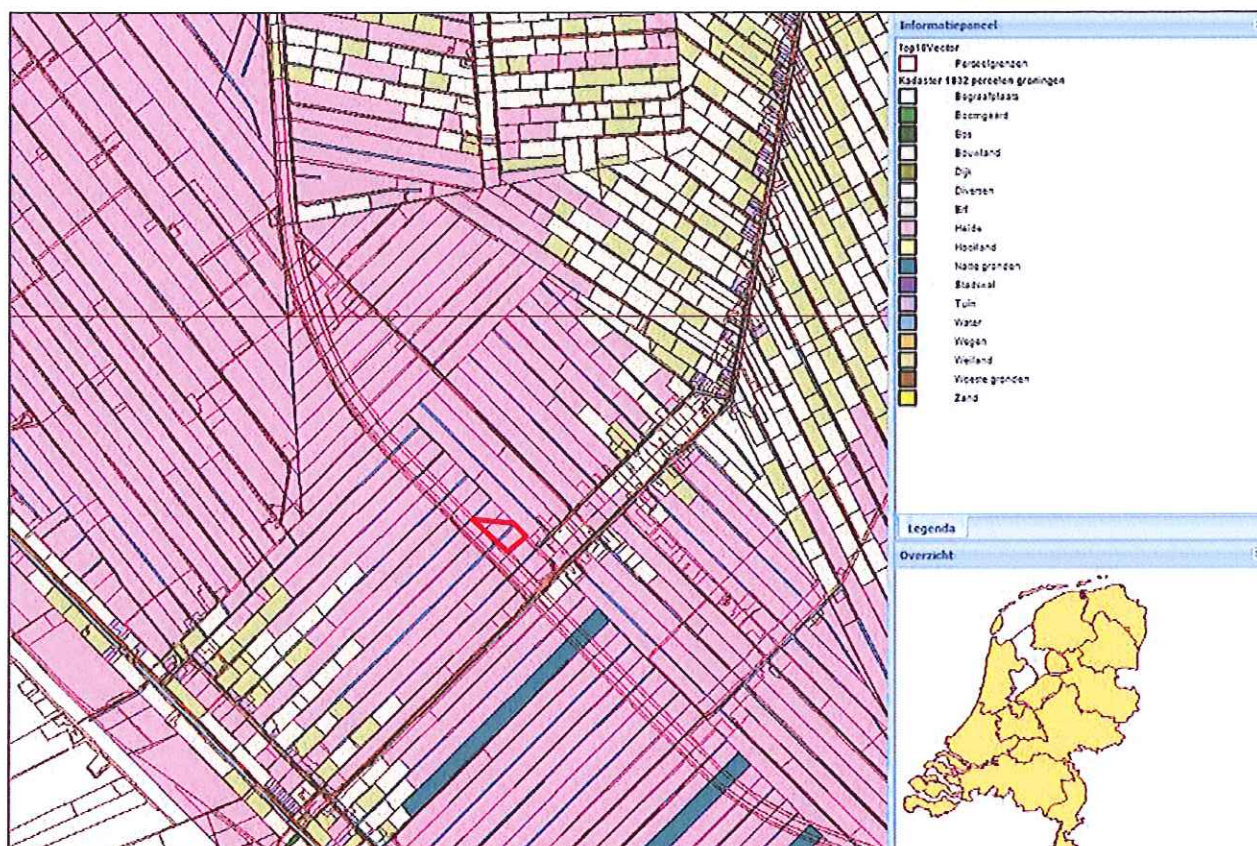 Informatiepaneel
Top10Vector
Perceelgrenzen
Kadaster 1832 percelen groningen
Begraafplaats
Boomgaard
Bos
Bouwland
Dijk
Diversen
Erf
Heide
Hooiland
Natte gronden
Stadswal
Tuin
Water
Wegen
Weiland
Woeste gronden
Zand
Legenda
Overzicht